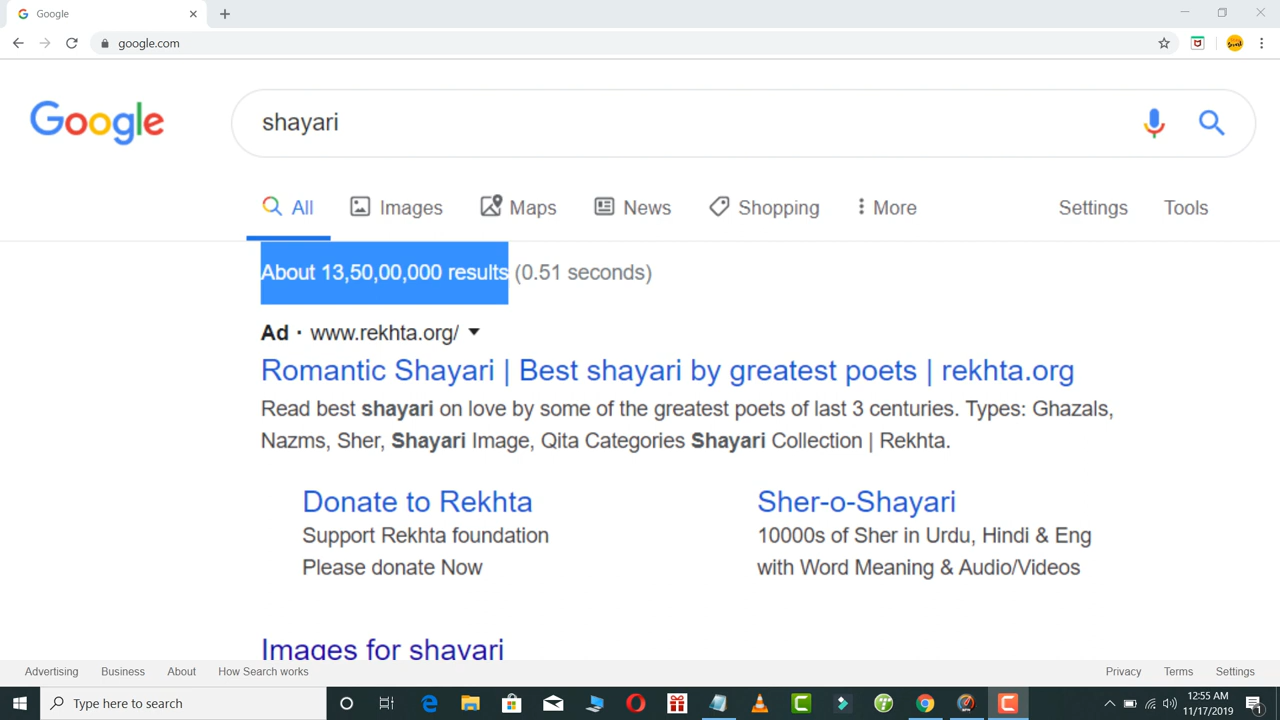 Google
google.com
Google
shayari
All Images Maps News Shopping More Settings Tools
About 13,50,00,000 results (0.51 seconds)
Ad · www.rekhta.org/
Romantic Shayari | Best shayari by greatest poets | rekhta.org
Read best shayari on love by some of the greatest poets of last 3 centuries. Types: Ghazals,
Nazms, Sher, Shayari Image, Qita Categories Shayari Collection | Rekhta.
Donate to Rekhta
Support Rekhta foundation
Please donate Now
Sher-o-Shayari
10000s of Sher in Urdu, Hindi & Eng
with Word Meaning & Audio/Videos
Images for shayari
Advertising Business About How Search works Privacy Terms Settings
Type here to search
12:55 AM
11/17/2019
1